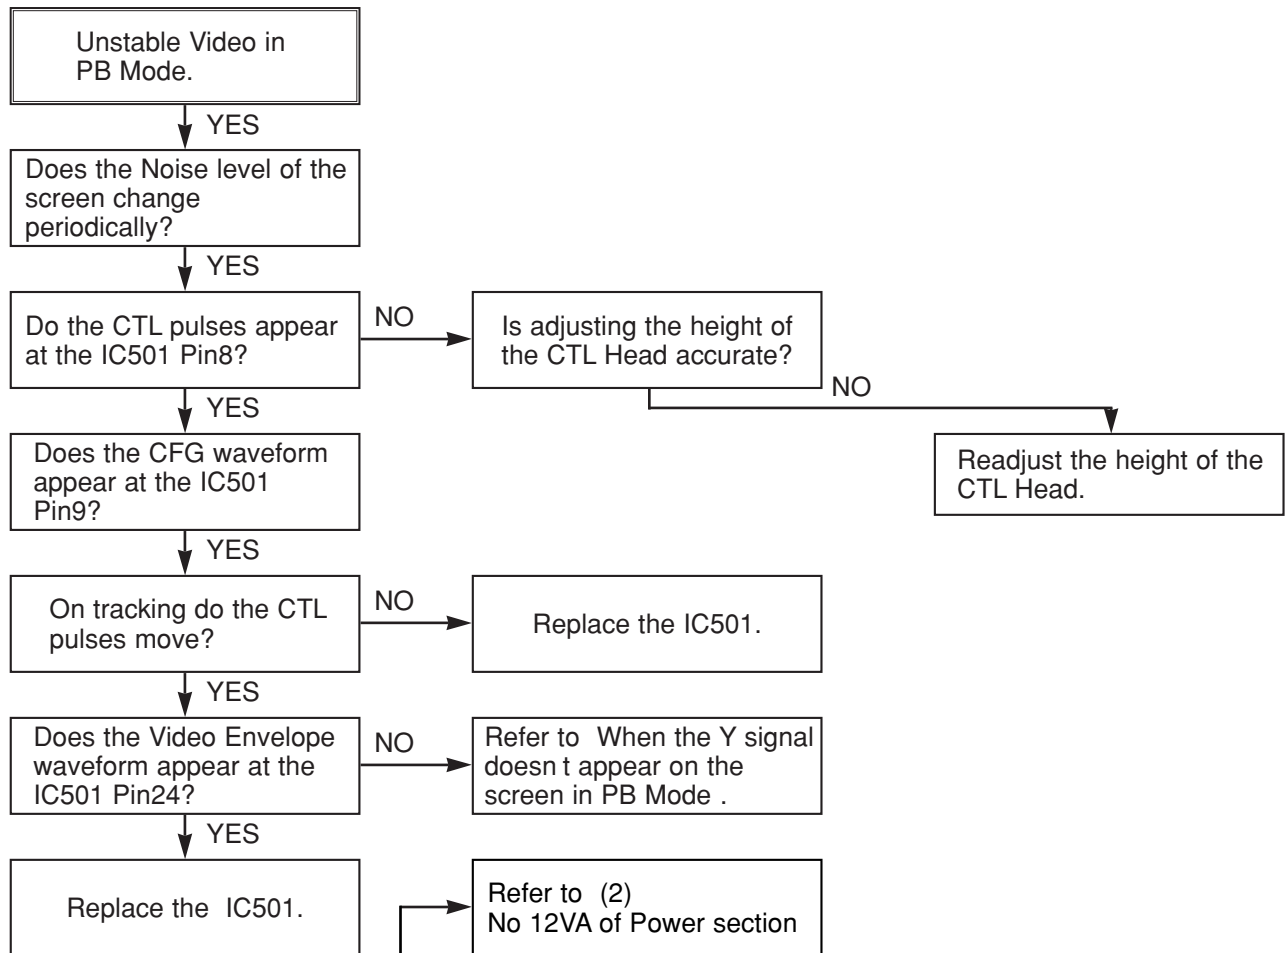 Unstable Video in
PB Mode.
YES
Does the Noise level of the
screen change
periodically?
YES
Do the CTL pulses appear
at the IC501 Pin8?
NO
Is adjusting the height of
the CTL Head accurate?
NO
Readjust the height of the
CTL Head.
YES
Does the CFG waveform
appear at the IC501
Pin9?
YES
On tracking do the CTL
pulses move?
NO
Replace the IC501.
YES
Does the Video Envelope
waveform appear at the
IC501 Pin24?
NO
Refer to When the Y signal
doesn t appear on the
screen in PB Mode .
YES
Replace the IC501.
Refer to (2)
No 12VA of Power section